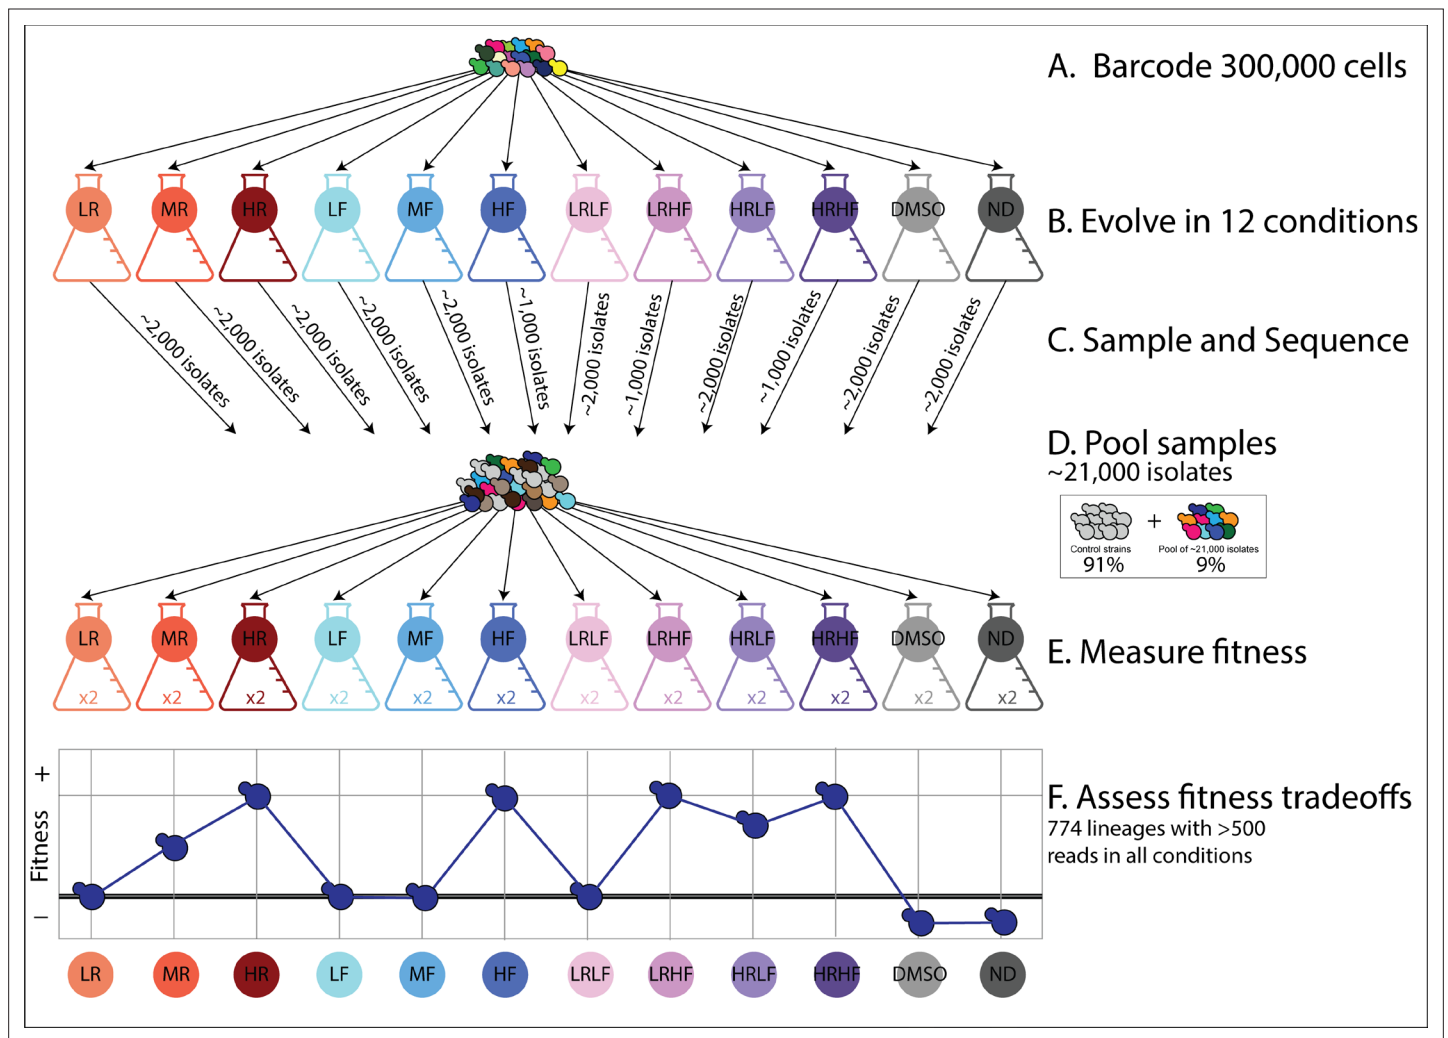 A. Barcode 300,000 cells
LR MR HR LF MF HF LRLF LRHF HRLF HRHF DMSO ND
B. Evolve in 12 conditions
~2,000 isolates
~2,000 isolates
~2,000 isolates
~2,000 isolates
~2,000 isolates
~1,000 isolates
~2,000 isolates
~1,000 isolates
~2,000 isolates
~1,000 isolates
~2,000 isolates
~2,000 isolates
C. Sample and Sequence
D. Pool samples
~21,000 isolates
+
Control strains Pool of ~21,000 isolates
91% 9%
LR MR HR LF MF HF LRLF LRHF HRLF HRHF DMSO ND
x2 x2 x2 x2 x2 x2 x2 x2 x2 x2 x2 x2
E. Measure fitness
+
Fitness
–
F. Assess fitness tradeoffs
774 lineages with >500
reads in all conditions
LR MR HR LF MF HF LRLF LRHF HRLF HRHF DMSO ND